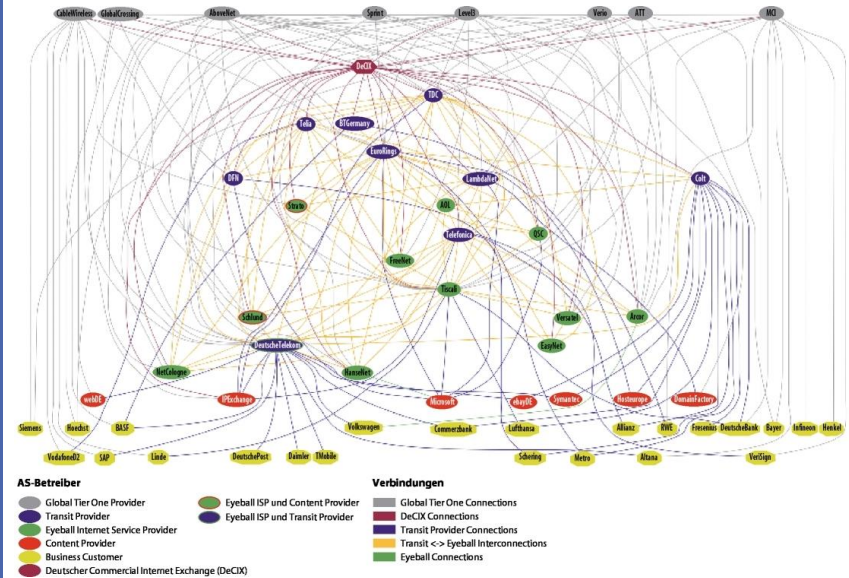 CableWireless GlobalCrossing AboveNet Sprint Level3 Verio ATT MCI
DeCIX
TDC
Telia BTGermany
EuroRings
DFN LambdaNet Colt
Strato AOL
Telefonica QSC
FreeNet
Tiscali
Schlund Versatel Arcor
DeutscheTelekom EasyNet
NetCologne HanseNet
webDE IPExchange Microsoft ebayDE Symantec Hosteurope DomainFactory
Siemens Hoechst BASF Volkswagen Commerzbank Lufthansa Allianz RWE Fresenius DeutscheBank Bayer Infineon Henkel
VodafoneD2 SAP Linde DeutschePost Daimler TMobile Schering Metro Altana VeriSign
AS-Betreiber
Global Tier One Provider
Transit Provider
Eyeball Internet Service Provider
Content Provider
Business Customer
Deutscher Commercial Internet Exchange (DeCIX)
Eyeball ISP und Content Provider
Eyeball ISP und Transit Provider
Verbindungen
Global Tier One Connections
DeCIX Connections
Transit Provider Connections
Transit <-> Eyeball Interconnections
Eyeball Connections